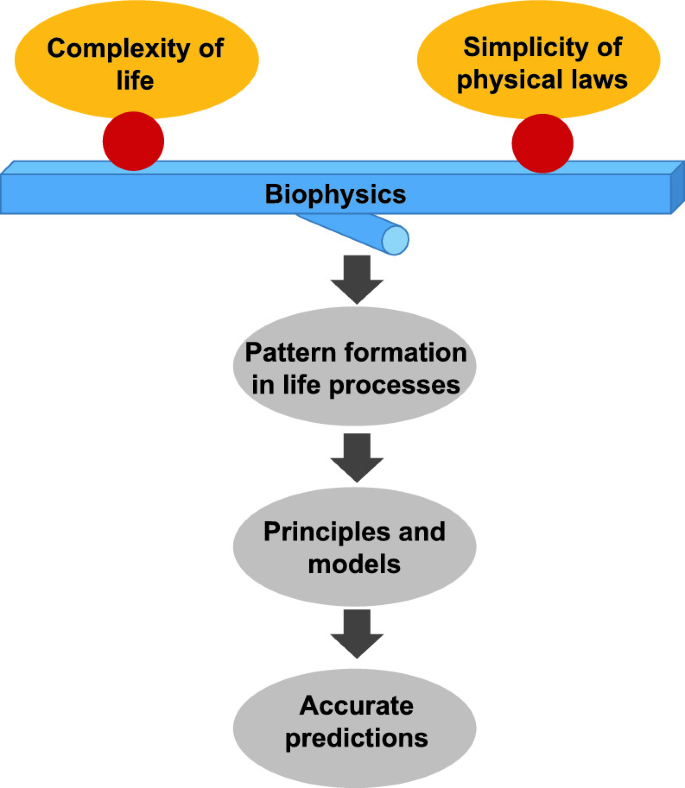 Complexity of
life
Simplicity of
physical laws
Biophysics
Pattern formation
in life processes
Principles and
models
Accurate
predictions